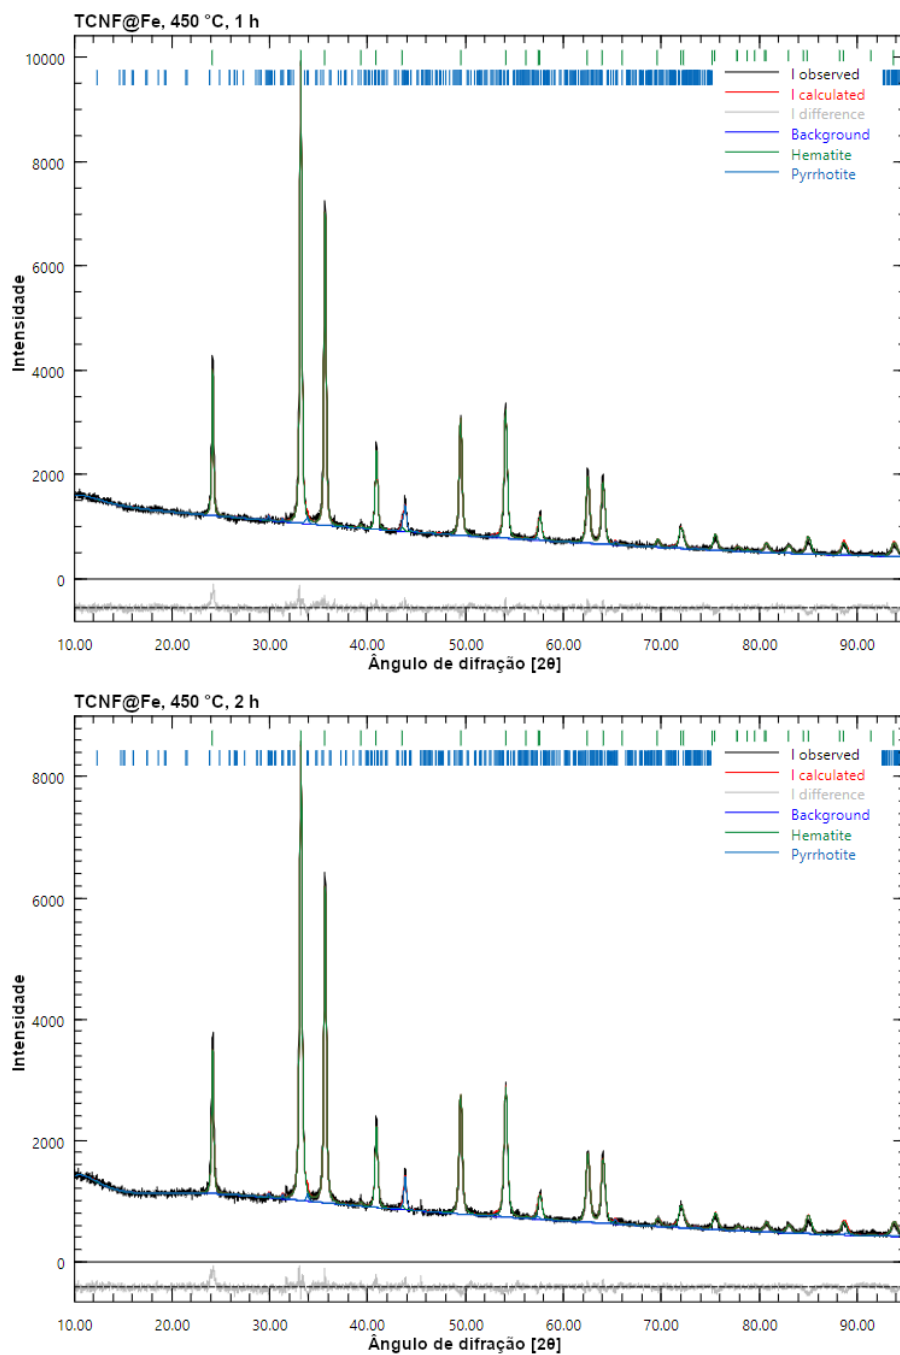 TCNF@Fe, 450 °C, 1 h
10000
8000
6000
4000
2000
0
Intensidade
I observed
I calculated
I difference
Background
Hematite
Pyrrhotite
10.00 20.00 30.00 40.00 50.00 60.00 70.00 80.00 90.00
Ângulo de difração [2θ]
TCNF@Fe, 450 °C, 2 h
8000
6000
4000
2000
0
Intensidade
I observed
I calculated
I difference
Background
Hematite
Pyrrhotite
10.00 20.00 30.00 40.00 50.00 60.00 70.00 80.00 90.00
Ângulo de difração [2θ]